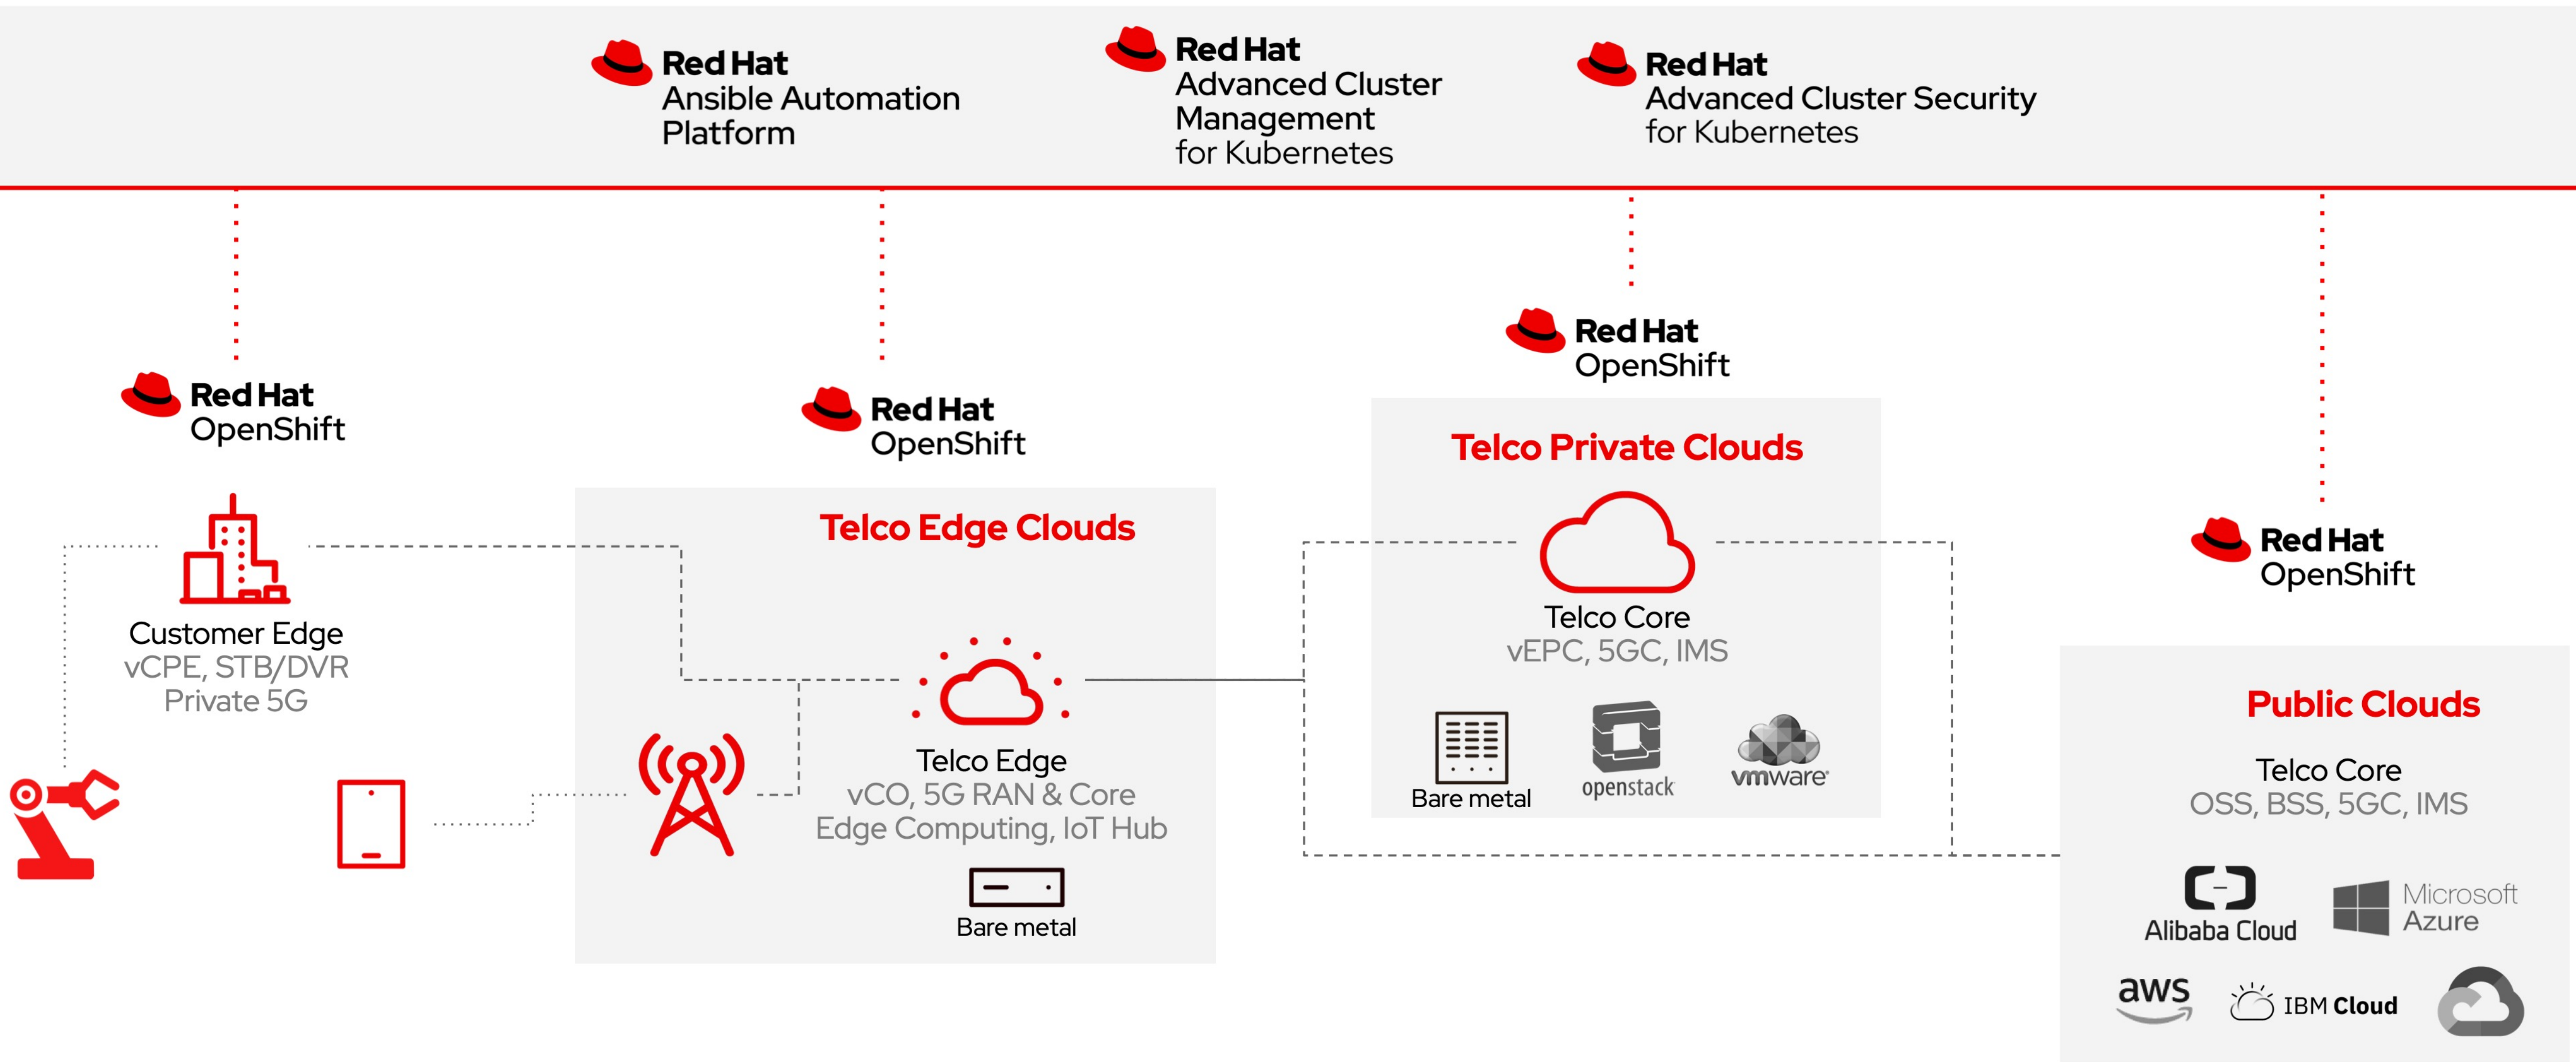 Red Hat
Ansible Automation
Platform
Red Hat
Advanced Cluster
Management
for Kubernetes
Red Hat
Advanced Cluster Security
for Kubernetes
Red Hat
OpenShift
Customer Edge
vCPE, STB/DVR
Private 5G
Red Hat
OpenShift
Telco Edge Clouds
Telco Edge
vCO, 5G RAN & Core
Edge Computing, IoT Hub
Bare metal
Red Hat
OpenShift
Telco Private Clouds
Telco Core
vEPC, 5GC, IMS
Bare metal
openstack
vmware
Red Hat
OpenShift
Public Clouds
Telco Core
OSS, BSS, 5GC, IMS
Alibaba Cloud
Microsoft
Azure
aws
IBM Cloud